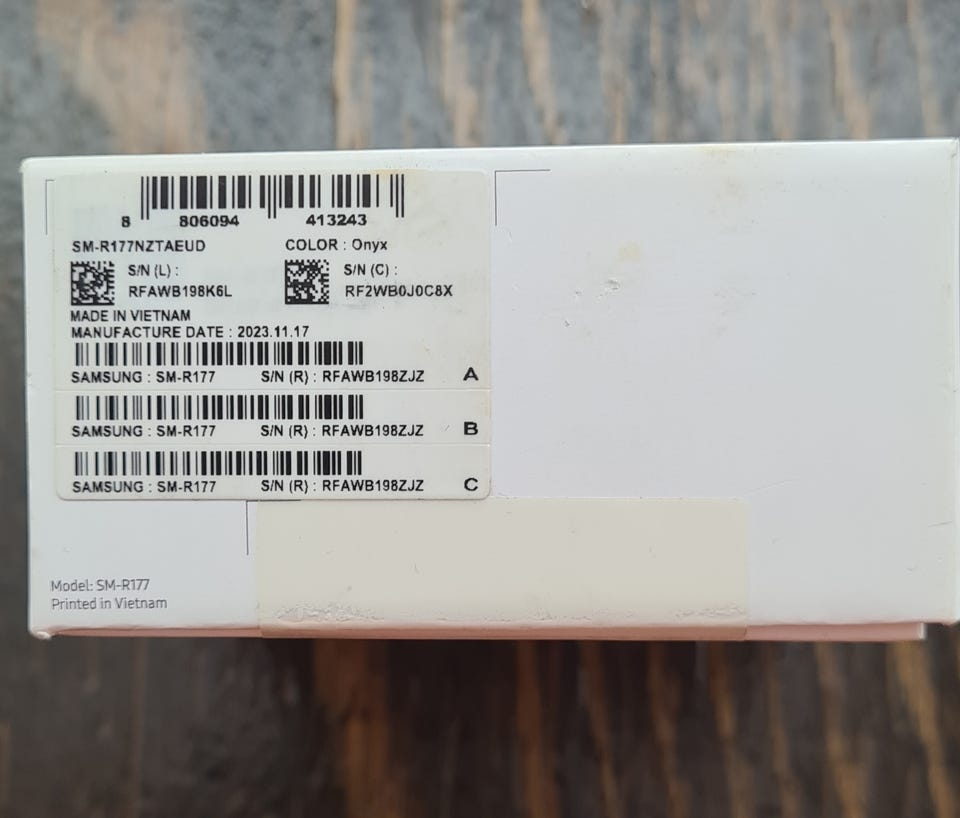 8 806094 413243
SM-R177NZTAEUD COLOR : Onyx
S/N (L) : S/N (C) :
RFAWB198K6L RF2WB0J0C8X
MADE IN VIETNAM
MANUFACTURE DATE : 2023.11.17
SAMSUNG : SM-R177 S/N (R) : RFAWB198ZJZ A
SAMSUNG : SM-R177 S/N (R) : RFAWB198ZJZ B
SAMSUNG : SM-R177 S/N (R) : RFAWB198ZJZ C
Model: SM-R177
Printed in Vietnam